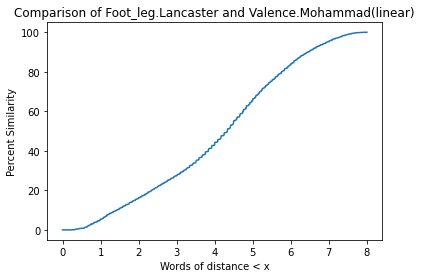 Comparison of Foot_leg.Lancaster and Valence.Mohammad(linear)
100
80
60
40
20
0
Percent Similarity
0 1 2 3 4 5 6 7 8
Words of distance < x